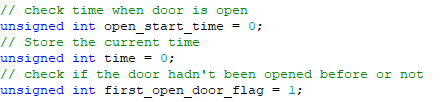 // check time when door is open
unsigned int open_start_time = 0;
// Store the current time
unsigned int time = 0;
// check if the door hadn't been opened before or not
unsigned int first_open_door_flag = 1;